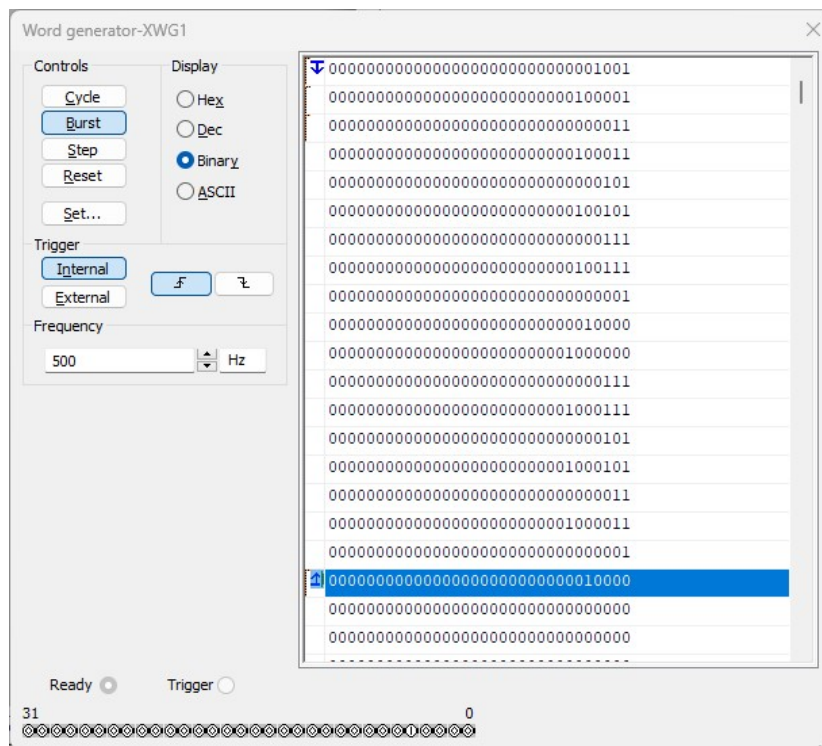 Word generator-XWG1
Controls
Cycle
Burst
Step
Reset
Set...
Display
Hex
Dec
Binary
ASCII
Trigger
Internal
External
Frequency
500
Hz
00000000000000000000000000001001
00000000000000000000000000100001
00000000000000000000000000000011
00000000000000000000000000100011
00000000000000000000000000000101
00000000000000000000000000100101
00000000000000000000000000000111
00000000000000000000000000100111
00000000000000000000000000000001
00000000000000000000000000010000
00000000000000000000000001000000
00000000000000000000000000000111
00000000000000000000000001000111
00000000000000000000000000000101
00000000000000000000000001000101
00000000000000000000000000000011
00000000000000000000000001000011
00000000000000000000000000000001
00000000000000000000000000010000
00000000000000000000000000000000
00000000000000000000000000000000
Ready
Trigger
31
0